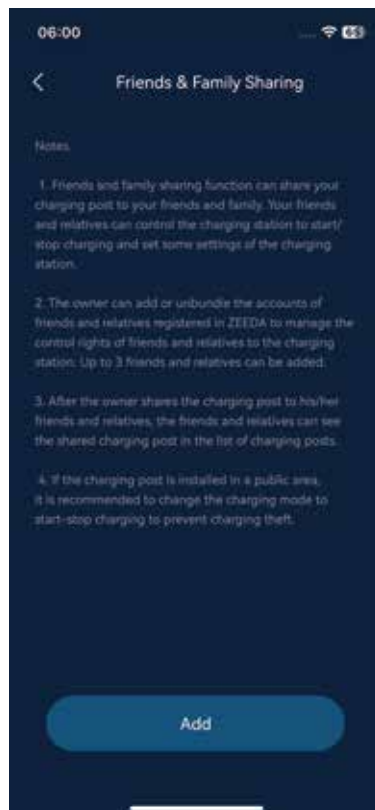 06:00
69
Friends & Family Sharing
Notes
1. Friends and family sharing function can share your
charging post to your friends and family. Your friends
and relatives can control the charging station to start/
stop charging and set some settings of the charging
station.
2. The owner can add or unbundle the accounts of
friends and relatives registered in ZEEDA to manage the
control rights of friends and relatives to the charging
station. Up to 3 friends and relatives can be added.
3. After the owner shares the charging post to his/her
friends and relatives, the friends and relatives can see
the shared charging post in the list of charging posts.
4. If the charging post is installed in a public area,
it is recommended to change the charging mode to
start-stop charging to prevent charging theft.
Add